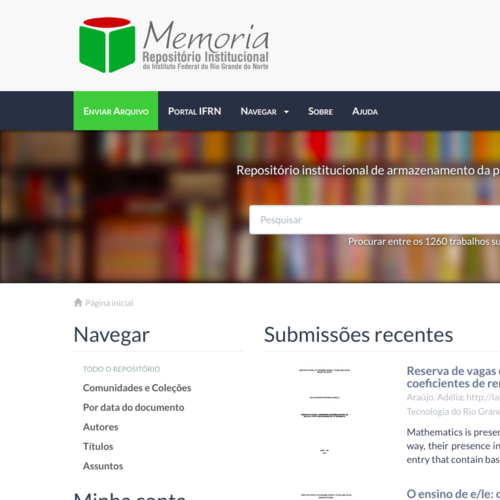 Memoria
Repositório Institucional
do Instituto Federal do Rio Grande do Norte
Enviar Arquivo
Portal IFRN
Navegar
Sobre
Ajuda
Repositório institucional de armazenamento da p
Pesquisar
Procurar entre os 1260 trabalhos su
Página inicial
Navegar
TODO O REPOSITÓRIO
Comunidades e Coleções
Por data do documento
Autores
Títulos
Assuntos
Minha conta
Submissões recentes
Reserva de vagas
coeficientes de re
Araújo, Adélia; http://la
Tecnologia do Rio Gran
Mathematics is presen
way, their presence in
entry that contain bas
O ensino de e/le: c